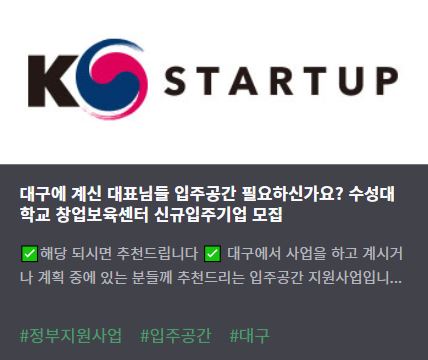 K STARTUP
대구에 계신 대표님들 입주공간 필요하신가요? 수성대
학교 창업보육센터 신규입주기업 모집
✅해당 되시면 추천드립니다 ✅ 대구에서 사업을 하고 계시거
나 계획 중에 있는 분들께 추천드리는 입주공간 지원사업입니...
#정부지원사업 #입주공간 #대구